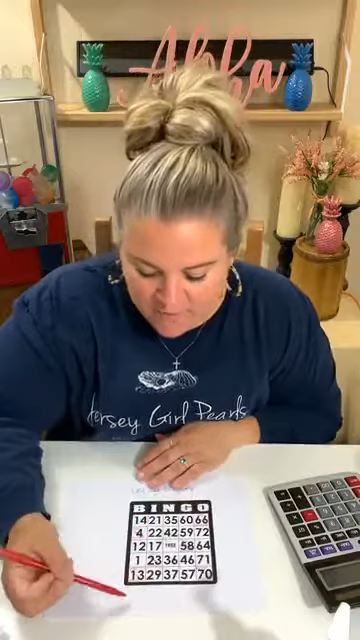 Aloha
Jersey Girl Pearls
BINGO
14 21 35 60 66
4 22 42 59 72
12 17 FREE 58 64
1 23 36 46 71
13 29 37 57 70